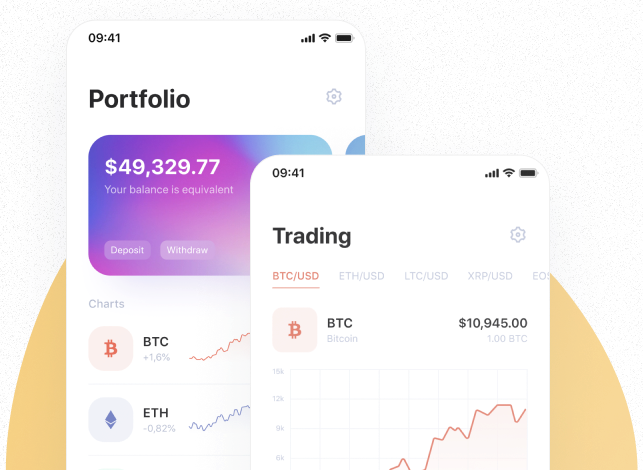 09:41
Portfolio
$49,329.77
Your balance is equivalent
Deposit
Withdraw
Charts
BTC
+1,6%
ETH
-0,82%
09:41
Trading
BTC/USD ETH/USD LTC/USD XRP/USD EOS
BTC
Bitcoin
$10,945.00
1.00 BTC
15k
12k
9k
6k